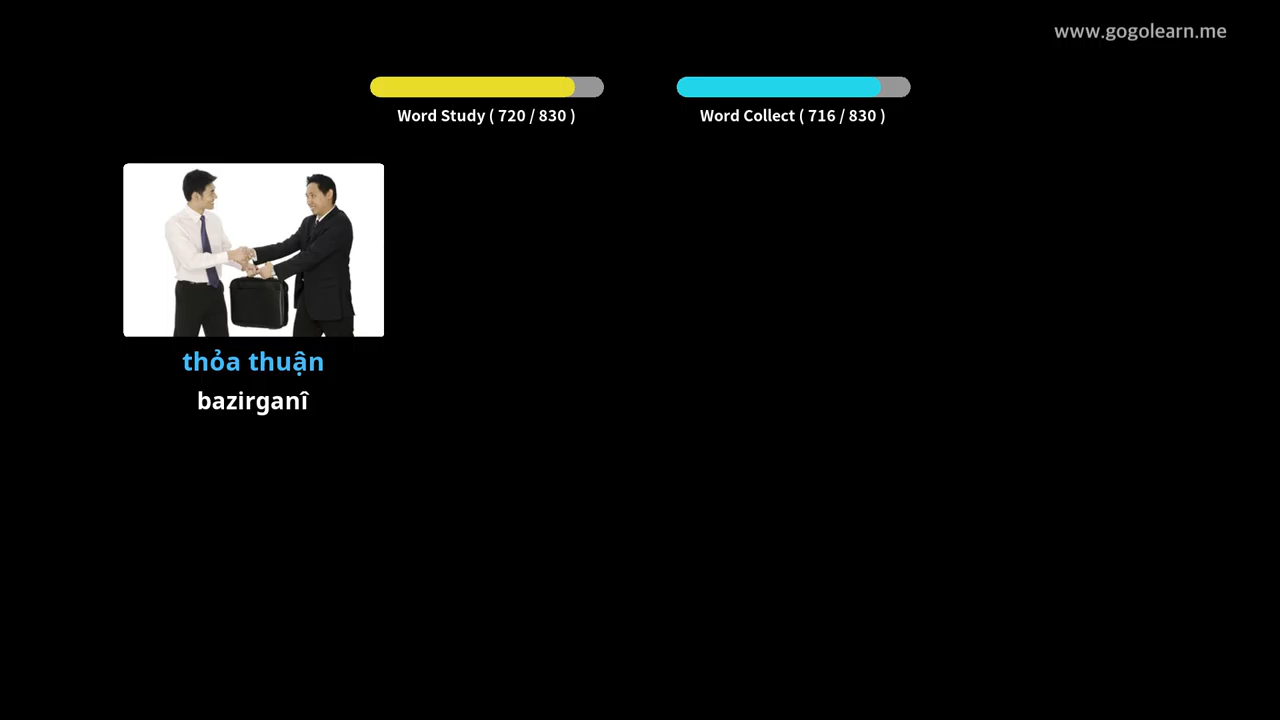 www.gogolearn.me
Word Study ( 720 / 830 )
Word Collect ( 716 / 830 )
thỏa thuận
bazirganî